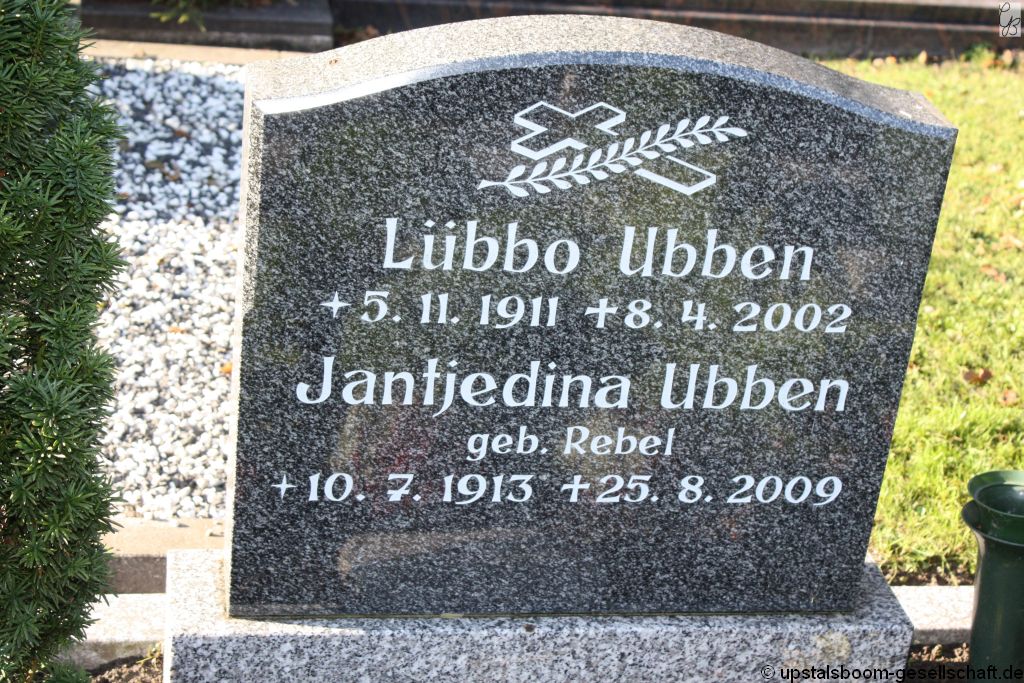 Lübbo Ubben
+ 5. 11. 1911 +8. 4. 2002
Jantjedina Ubben
geb. Rebel
+ 10. 7. 1913 +25. 8. 2009
© upstalsboom-gesellschaft.de